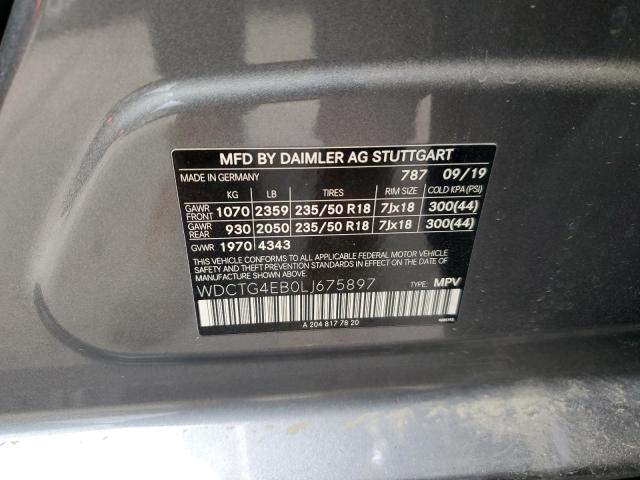 MFD BY DAIMLER AG STUTTGART
MADE IN GERMANY 787 09/19
KG LB TIRES RIM SIZE COLD KPA (PSI)
GAWR FRONT 1070 2359 235/50 R18 7Jx18 300(44)
GAWR REAR 930 2050 235/50 R18 7Jx18 300(44)
GVWR 1970 4343
THIS VEHICLE CONFORMS TO ALL APPLICABLE FEDERAL MOTOR
VEHICLE SAFETY, BUMPER, AND THEFT PREVENTION STANDARDS
IN EFFECT ON THE DATE OF MANUFACTURE SHOWN ABOVE.
WDCTG4EB0LJ675897 TYPE: MPV
A 204 817 78 20